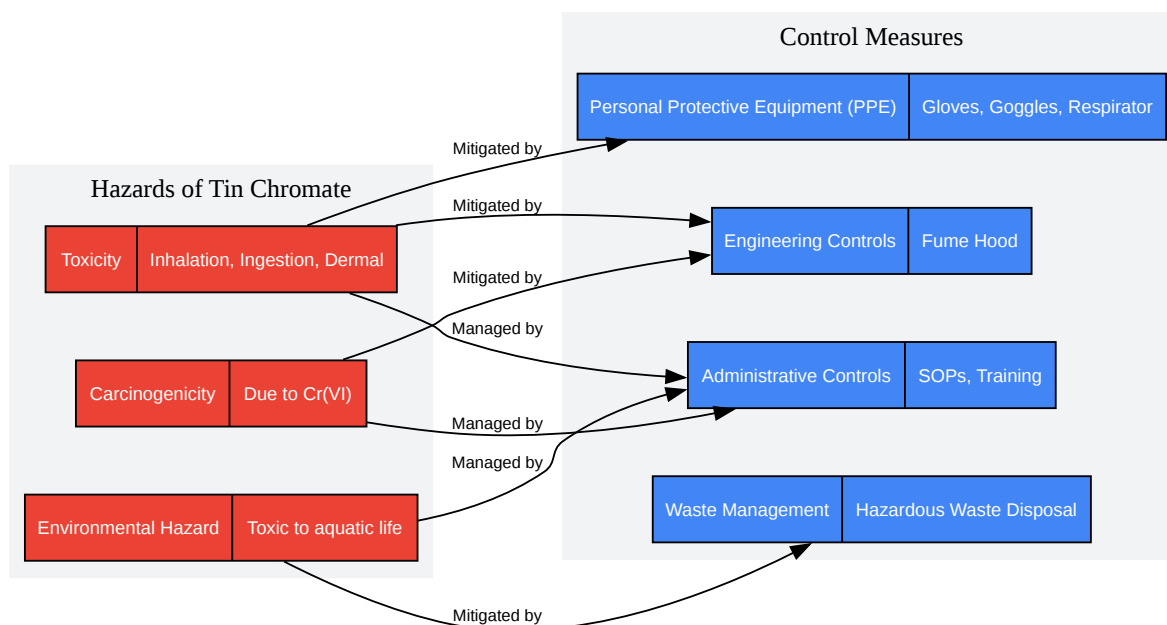 Control Measures
Personal Protective Equipment (PPE)
Gloves, Goggles, Respirator
Mitigated by
Hazards of Tin Chromate
Mitigated by
Toxicity
Inhalation, Ingestion, Dermal
Engineering Controls
Fume Hood
Mitigated by
Managed by
Carcinogenicity
Due to Cr(VI)
Administrative Controls
SOPs, Training
Managed by
Managed by
Environmental Hazard
Toxic to aquatic life
Waste Management
Hazardous Waste Disposal
Mitigated by